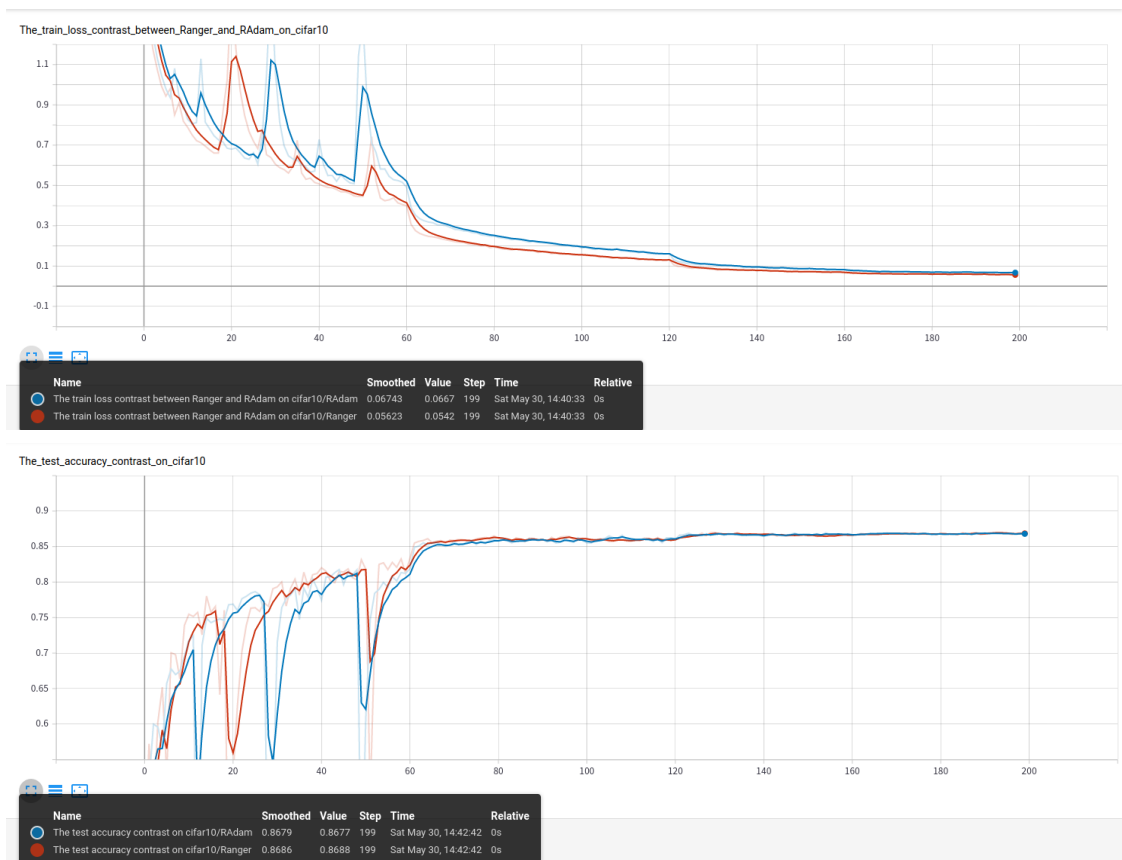 The_train_loss_contrast_between_Ranger_and_RAdam_on_cifar10
1.1
0.9
0.7
0.5
0.3
0.1
-0.1
0 20 40 60 80 100 120 140 160 180 200
Name Smoothed Value Step Time Relative
The train loss contrast between Ranger and RAdam on cifar10/RAdam 0.06743 0.0667 199 Sat May 30, 14:40:33 0s
The train loss contrast between Ranger and RAdam on cifar10/Ranger 0.05623 0.0542 199 Sat May 30, 14:40:33 0s
The_test_accuracy_contrast_on_cifar10
0.9
0.85
0.8
0.75
0.7
0.65
0.6
0 20 40 60 80 100 120 140 160 180 200
Name Smoothed Value Step Time Relative
The test accuracy contrast on cifar10/RAdam 0.8679 0.8677 199 Sat May 30, 14:42:42 0s
The test accuracy contrast on cifar10/Ranger 0.8686 0.8688 199 Sat May 30, 14:42:42 0s